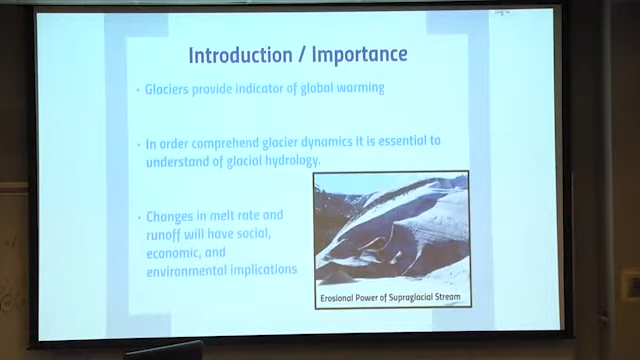 Introduction / Importance
• Glaciers provide indicator of global warming
• In order comprehend glacier dynamics it is essential to
understand of glacial hydrology.
• Changes in melt rate and
runoff will have social,
economic, and
environmental implications
Erosional Power of Supraglacial Stream